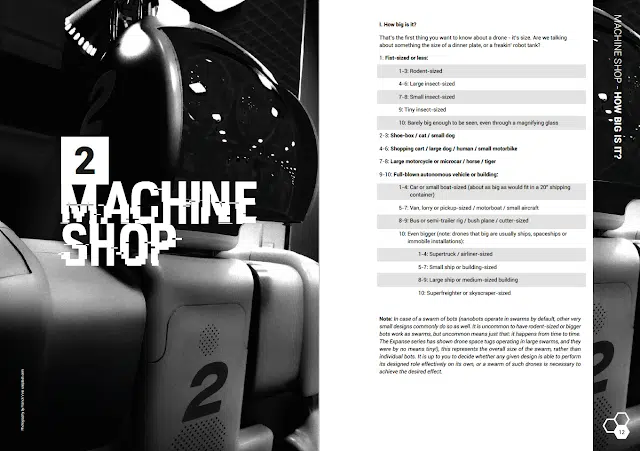 2
MACHINE
SHOP
2
I. How big is it?
That's the first thing you want to know about a drone - it's size. Are we talking
about something the size of a dinner plate, or a freakin' robot tank?
1. Fist-sized or less:
1-3: Rodent-sized
4-6: Large insect-sized
7-8: Small insect-sized
9: Tiny insect-sized
10: Barely big enough to be seen, even through a magnifying glass
2-3: Shoe-box / cat / small dog
4-6: Shopping cart / large dog / human / small motorbike
7-8: Large motorcycle or microcar / horse / tiger
9-10: Full-blown autonomous vehicle or building:
1-4: Car or small boat-sized (about as big as would fit in a 20" shipping
container)
5-7: Van, lorry or pickup-sized / motorboat / small aircraft
8-9: Bus or semi-trailer rig / bush plane / cutter-sized
10: Even bigger (note: drones that big are usually ships, spaceships or
immobile installations):
1-4: Supertruck / airliner-sized
5-7: Small ship or building-sized
8-9: Large ship or medium-sized building
10: Superfreighter or skyscraper-sized
Note: In case of a swarm of bots (nanobots operate in swarms by default, other very
small designs commonly do so as well. It is uncommon to have rodent-sized or bigger
bots work as swarms, but uncommon means just that: it happens from time to time.
The Expanse series has shown drone space tugs operating in large swarms, and they
were by no means tiny!), this represents the overall size of the swarm, rather than
individual bots. It is up to you to decide whether any given design is able to perform
its designed role effectively on its own, or a swarm of such drones is necessary to
achieve the desired effect.
MACHINE SHOP - HOW BIG IS IT?
2
12